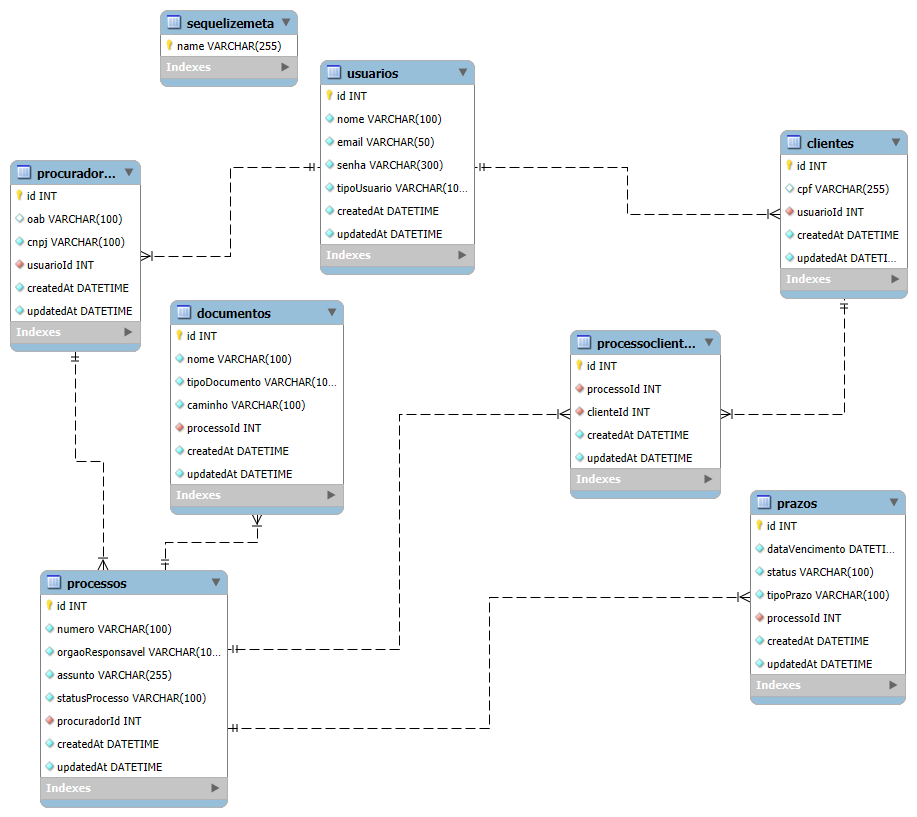 sequelizemeta
name VARCHAR(255)
Indexes
usuarios
id INT
nome VARCHAR(100)
email VARCHAR(50)
senha VARCHAR(300)
tipoUsuario VARCHAR(10...
createdAt DATETIME
updatedAt DATETIME
Indexes
clientes
id INT
cpf VARCHAR(255)
usuarioId INT
createdAt DATETIME
updatedAt DATETI...
Indexes
procurador...
id INT
oab VARCHAR(100)
cnpj VARCHAR(100)
usuarioId INT
createdAt DATETIME
updatedAt DATETIME
Indexes
documentos
id INT
nome VARCHAR(100)
tipoDocumento VARCHAR(10...
caminho VARCHAR(100)
processoId INT
createdAt DATETIME
updatedAt DATETIME
Indexes
processoclient...
id INT
processoId INT
clienteId INT
createdAt DATETIME
updatedAt DATETIME
Indexes
prazos
id INT
dataVencimento DATETI...
status VARCHAR(100)
tipoPrazo VARCHAR(100)
processoId INT
createdAt DATETIME
updatedAt DATETIME
Indexes
processos
id INT
numero VARCHAR(100)
orgaoResponsavel VARCHAR(10...
assunto VARCHAR(255)
statusProcesso VARCHAR(100)
procuradorId INT
createdAt DATETIME
updatedAt DATETIME
Indexes